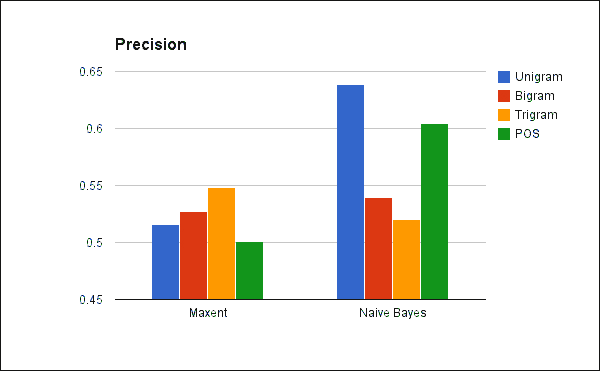 Precision
0.65
0.6
0.55
0.5
0.45
Maxent
Naive Bayes
Unigram
Bigram
Trigram
POS